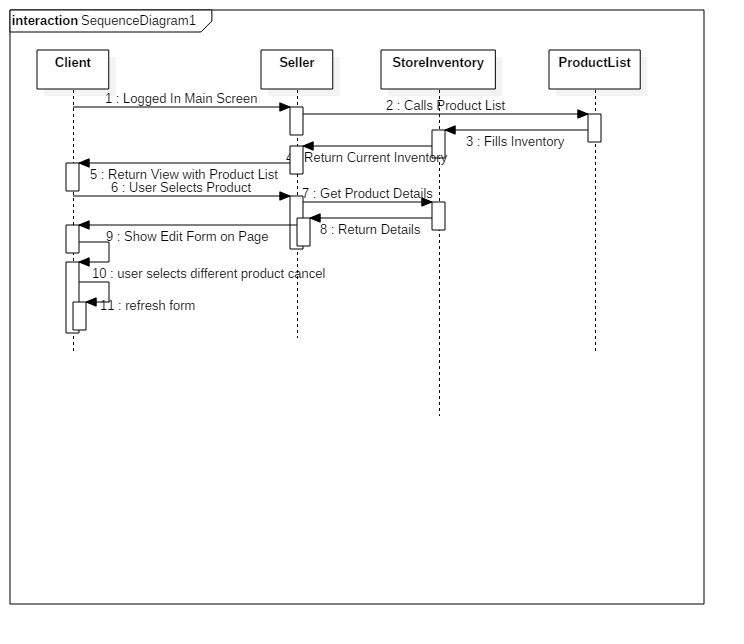 interaction SequenceDiagram1
Client
Seller
StoreInventory
ProductList
1 : Logged In Main Screen
2 : Calls Product List
3 : Fills Inventory
4 : Return Current Inventory
5 : Return View with Product List
6 : User Selects Product
7 : Get Product Details
8 : Return Details
9 : Show Edit Form on Page
10 : user selects different product cancel
11 : refresh form